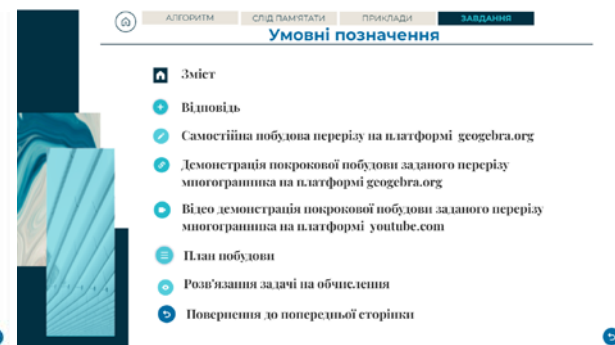 АЛГОРИТМ СЛІД ПАМ'ЯТАТИ ПРИКЛАДИ ЗАВДАННЯ
Умовні позначення
Зміст
Відповідь
Самостійна побудова перерізу на платформі geogebra.org
Демонстрація покрокової побудови заданого перерізу
многогранника на платформі geogebra.org
Відео демонстрація покрокової побудови заданого перерізу
многогранника на платформі youtube.com
План побудови
Розв'язання задачі на обчислення
Повернення до попередньої сторінки